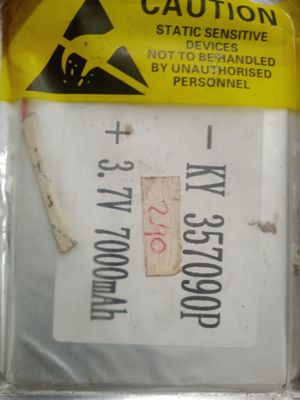 CAUTION
STATIC SENSITIVE
DEVICES
NOT TO BE HANDLED
BY UNAUTHORISED
PERSONNEL
- KY 357090P
+ 3.7V 7000mAh
240